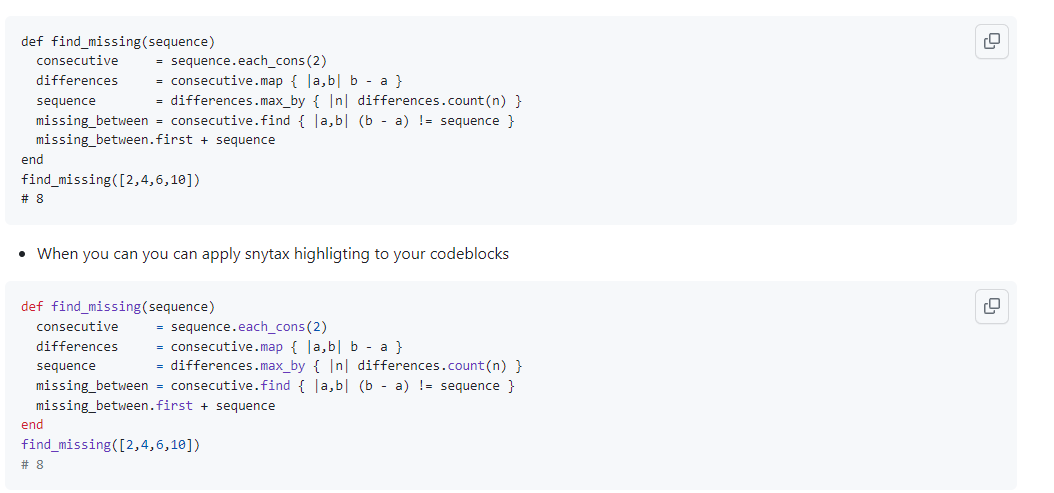 def find_missing(sequence)
  consecutive     = sequence.each_cons(2)
  differences     = consecutive.map { |a,b| b - a }
  sequence        = differences.max_by { |n| differences.count(n) }
  missing_between = consecutive.find { |a,b| (b - a) != sequence }
  missing_between.first + sequence
end
find_missing([2,4,6,10])
# 8
• When you can you can apply snytax highligting to your codeblocks
def find_missing(sequence)
  consecutive     = sequence.each_cons(2)
  differences     = consecutive.map { |a,b| b - a }
  sequence        = differences.max_by { |n| differences.count(n) }
  missing_between = consecutive.find { |a,b| (b - a) != sequence }
  missing_between.first + sequence
end
find_missing([2,4,6,10])
# 8